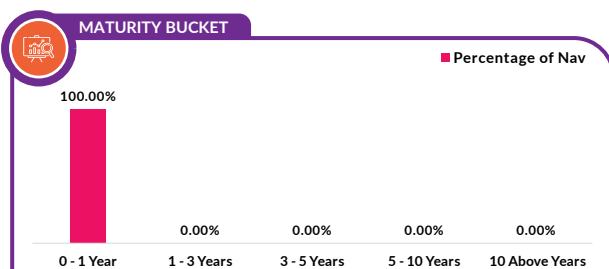 MATURITY BUCKET
Percentage of Nav
100.00%
0.00% 0.00% 0.00% 0.00%
0 - 1 Year 1 - 3 Years 3 - 5 Years 5 - 10 Years 10 Above Years